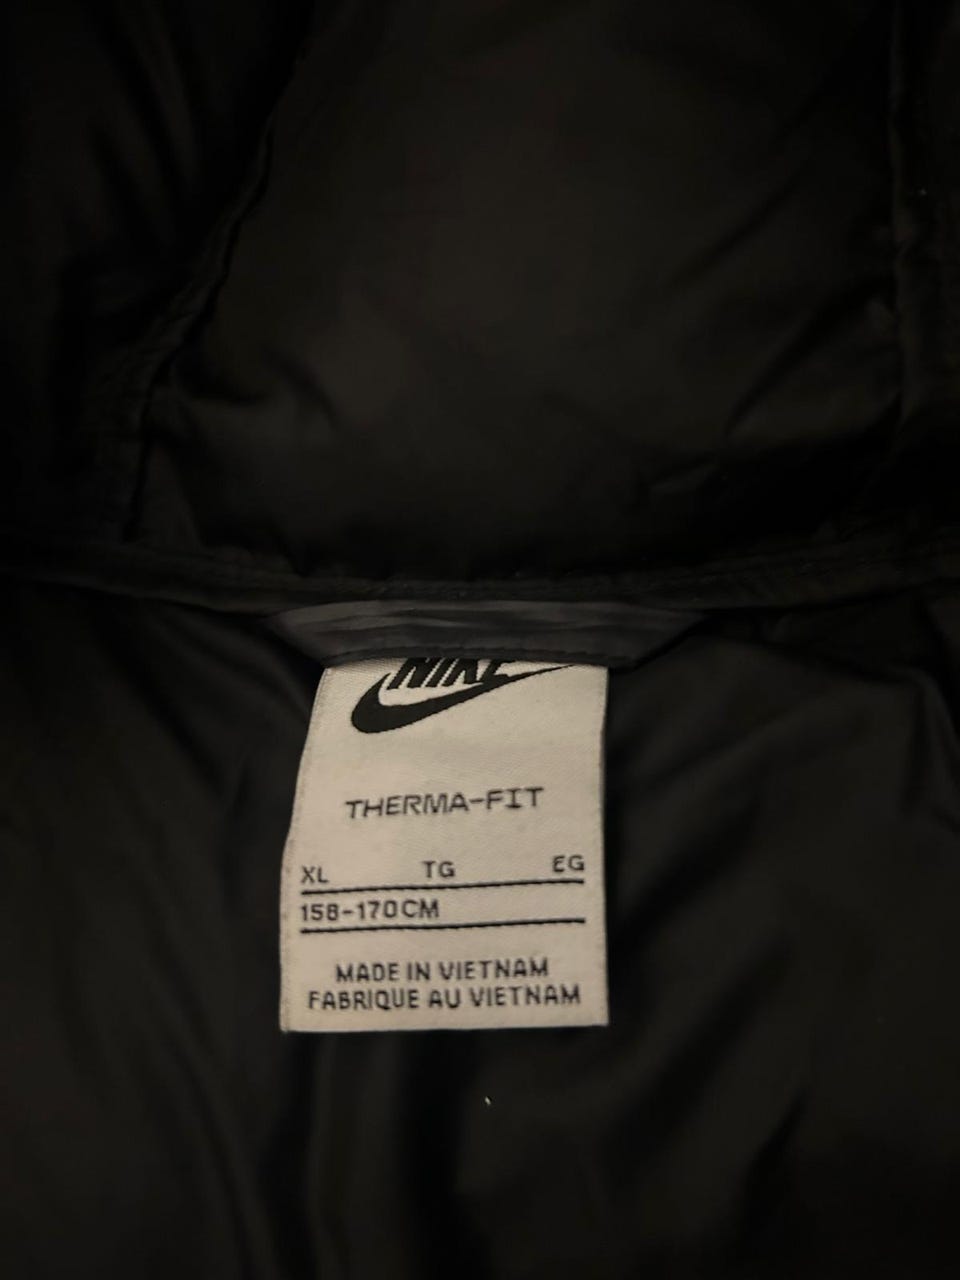 NIKE
THERMA-FIT
XL TG EG
158-170CM
MADE IN VIETNAM
FABRIQUE AU VIETNAM